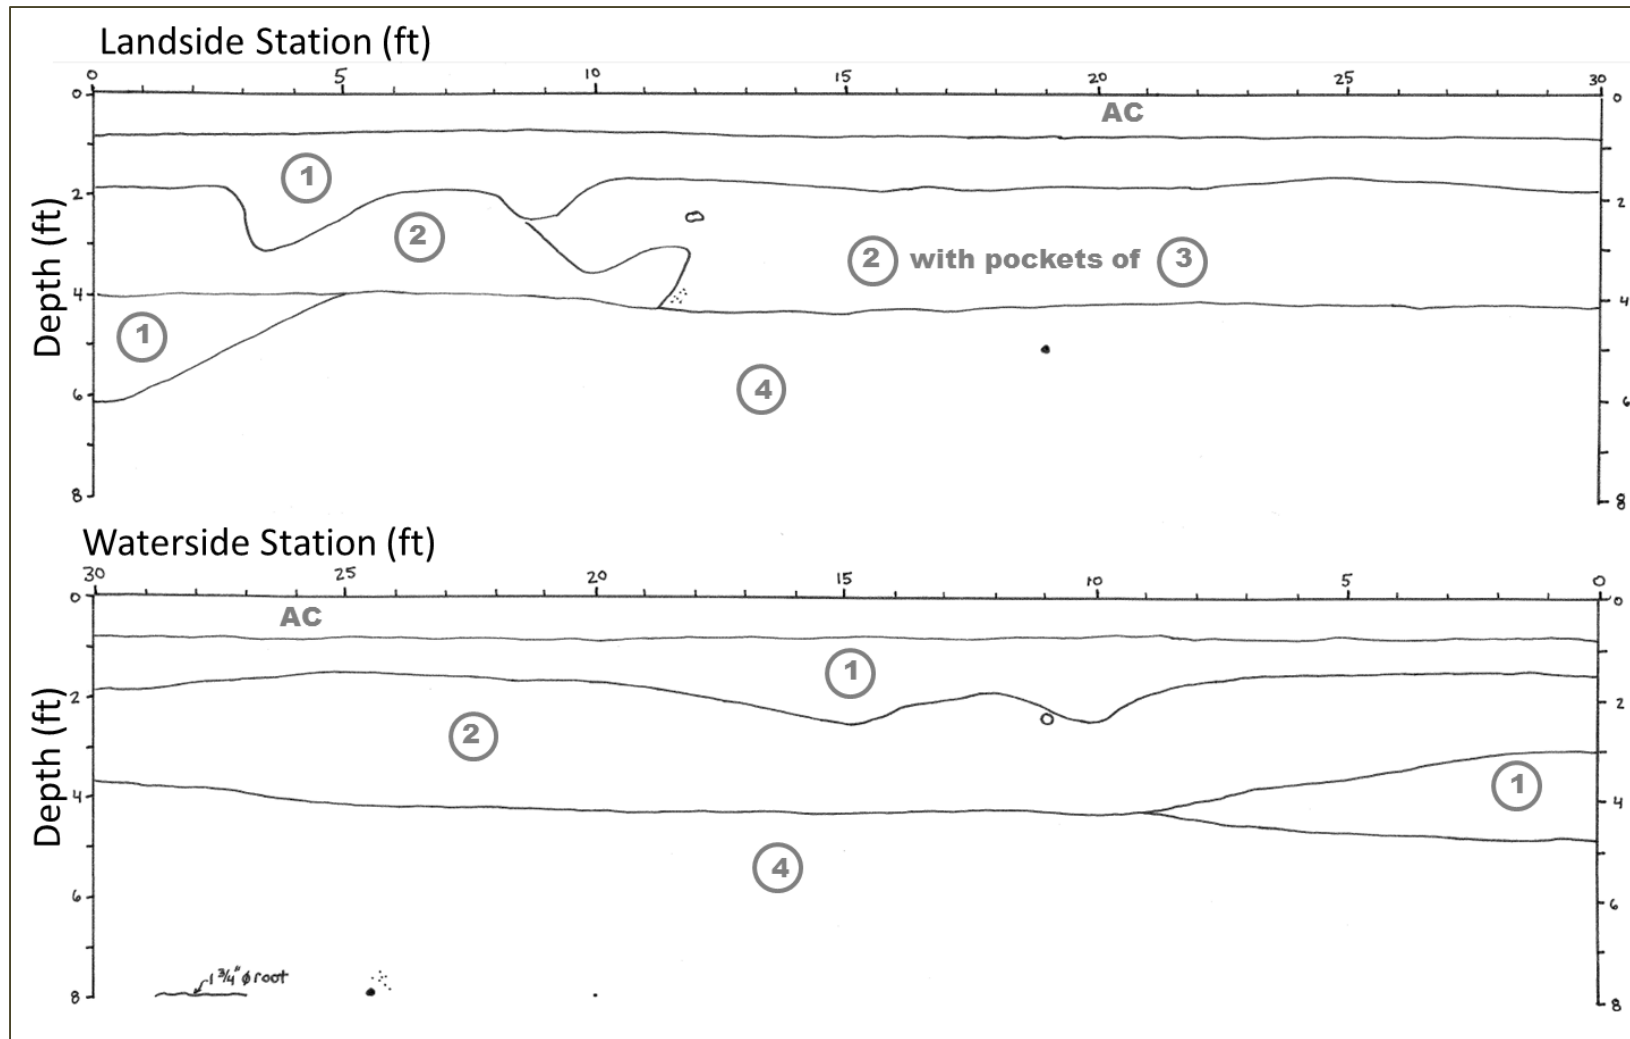 Landside Station (ft)
0 5 10 15 20 25 30
0 AC 0
1
2 2
2
2 with pockets of 3
Depth (ft)
4 4
1
4
6 6
8 8
Waterside Station (ft)
30 25 20 15 10 5 0
0 AC 0
1
2 2
2
Depth (ft)
1
4 4
4
6 6
1 3/4" ϕ root
8 8